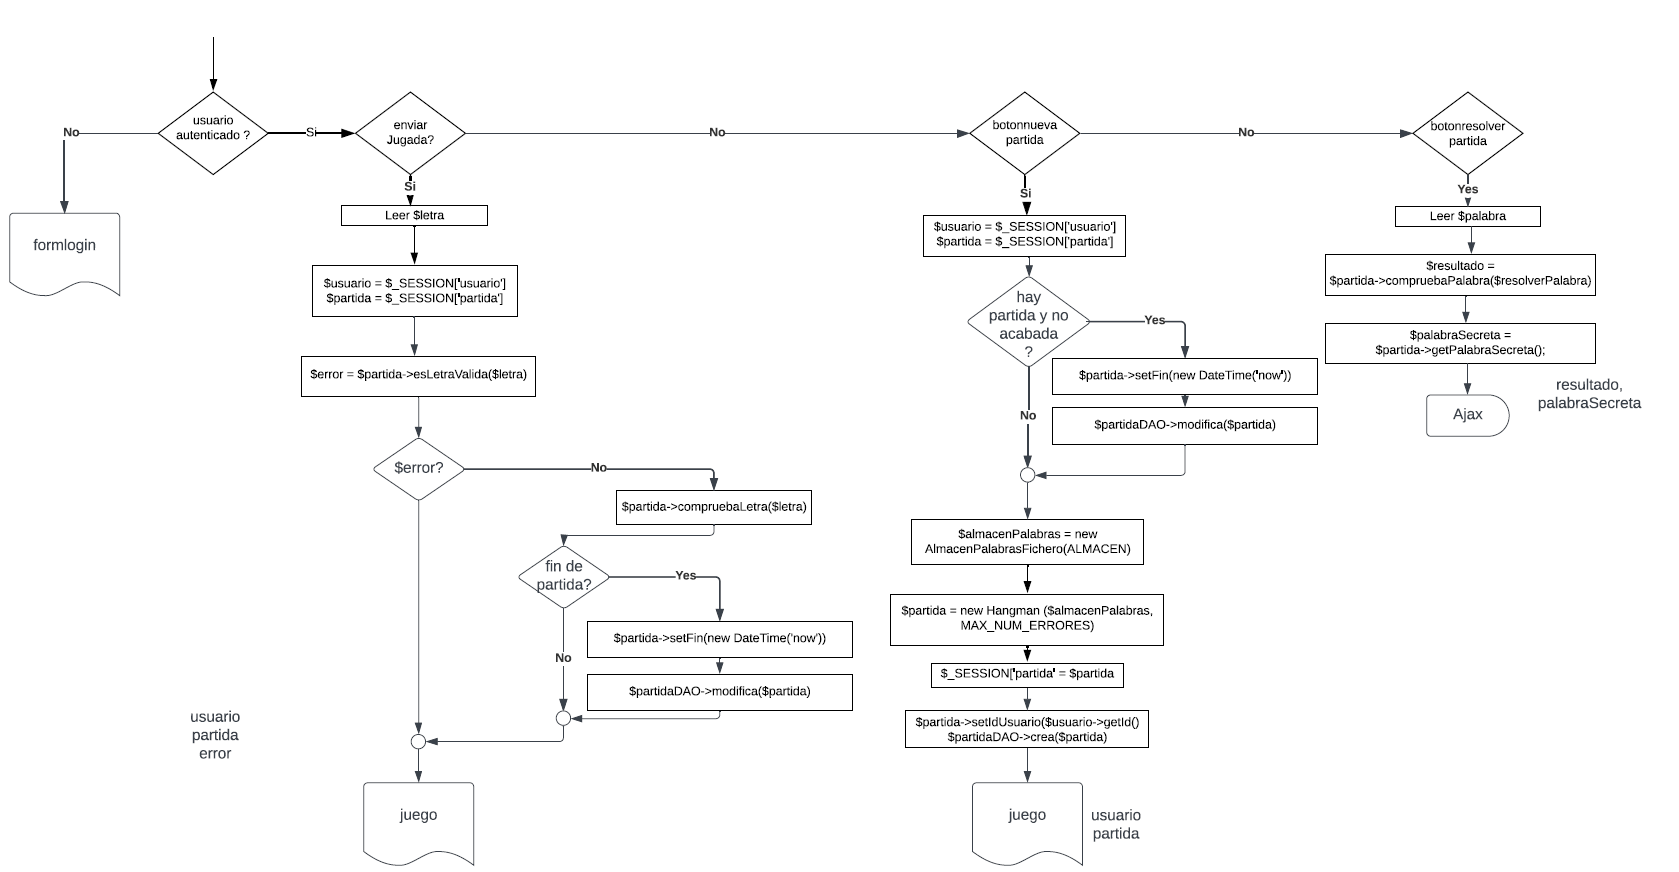 usuario
autenticado ?
No
Si
formlogin
enviar
Jugada?
No
Si
Leer $letra
$usuario = $_SESSION['usuario']
$partida = $_SESSION['partida']
$error = $partida->esLetraValida($letra)
$error?
No
$partida->compruebaLetra($letra)
fin de
partida?
Yes
$partida->setFin(new DateTime('now'))
No
$partidaDAO->modifica($partida)
usuario
partida
error
juego
botonnueva
partida
No
Si
$usuario = $_SESSION['usuario']
$partida = $_SESSION['partida']
hay
partida y no
acabada
?
Yes
$partida->setFin(new DateTime('now'))
No
$partidaDAO->modifica($partida)
$almacenPalabras = new
AlmacenPalabrasFichero(ALMACEN)
$partida = new Hangman ($almacenPalabras,
MAX_NUM_ERRORES)
$_SESSION['partida' = $partida
$partida->setIdUsuario($usuario->getId()
$partidaDAO->crea($partida)
juego
usuario
partida
botonresolver
partida
Yes
Leer $palabra
$resultado =
$partida->compruebaPalabra($resolverPalabra)
$palabraSecreta =
$partida->getPalabraSecreta();
Ajax
resultado,
palabraSecreta